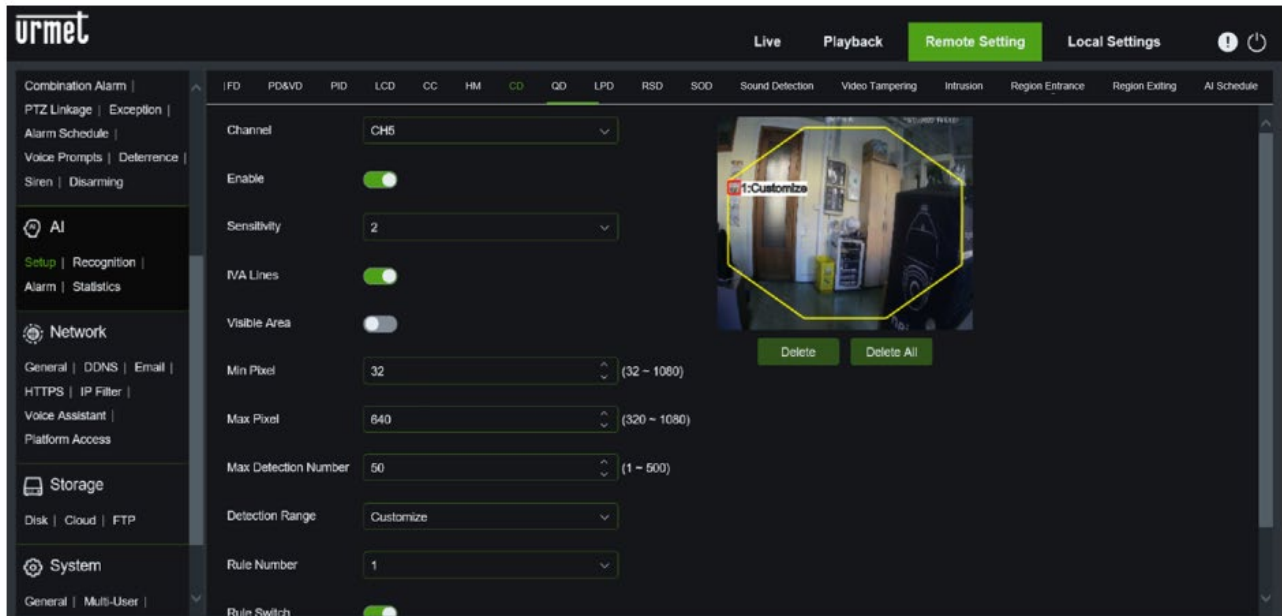 urmet
Live Playback Remote Setting Local Settings
Combination Alarm |
PTZ Linkage | Exception |
Alarm Schedule |
Voice Prompts | Deterrence |
Siren | Disarming
AI
Setup | Recognition |
Alarm | Statistics
Network
General | DDNS | Email |
HTTPS | IP Filter |
Voice Assistant |
Platform Access
Storage
Disk | Cloud | FTP
System
General | Multi-User |
FD PD&VD PID LCD CC HM CD QD LPD RSD SOD Sound Detection Video Tampering Intrusion Region Entrance Region Exiting AI Schedule
Channel CH5
Enable
Sensitivity 2
IVA Lines
Visible Area
Min Pixel 32 (32 ~ 1080)
Max Pixel 640 (320 ~ 1080)
Max Detection Number 50 (1 ~ 500)
Detection Range Customize
Rule Number 1
Rule Switch
1:Customize
Delete Delete All